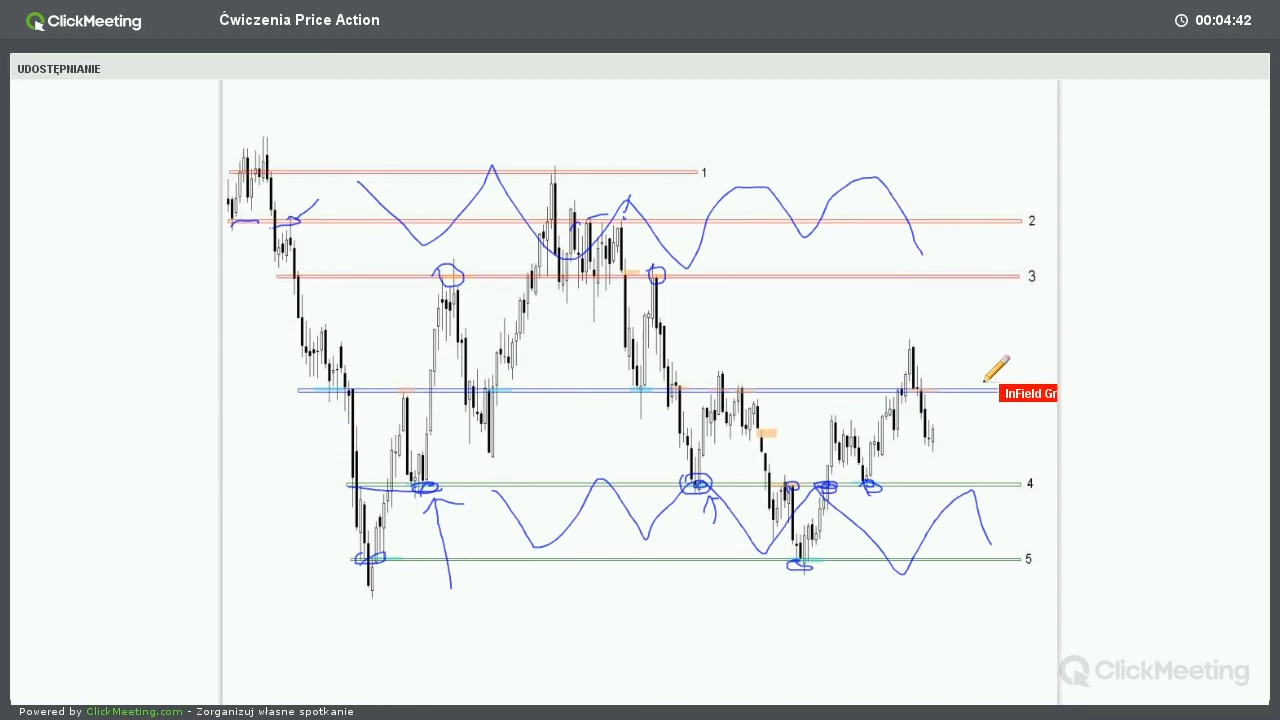 ClickMeeting
Ćwiczenia Price Action
00:04:42
UDOSTĘPNIANIE
1
2
3
InField Gr
4
5
ClickMeeting
Powered by ClickMeeting.com - Zorganizuj własne spotkanie